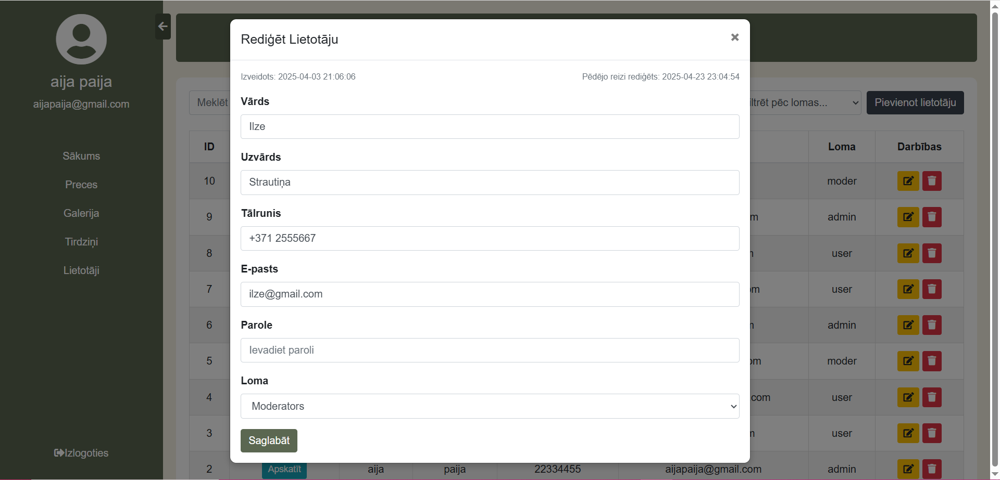 aija paija
aijapaija@gmail.com
Sākums
Preces
Galerija
Tirdziņi
Lietotāji
Izlogoties
Rediģēt Lietotāju
Izveidots: 2025-04-03 21:06:06
Pēdējo reizi rediģēts: 2025-04-23 23:04:54
Vārds
Ilze
Uzvārds
Strautiņa
Tālrunis
+371 2555667
E-pasts
ilze@gmail.com
Parole
Ievadiet paroli
Loma
Moderators
Saglabāt
Meklēt
pēc lomas...
Pievienot lietotāju
ID Loma Darbības
10 moder
9 admin
8 user
7 user
6 admin
5 moder
4 com user
3 user
2 Apskatīt aija paija 22334455 aijapaija@gmail.com admin